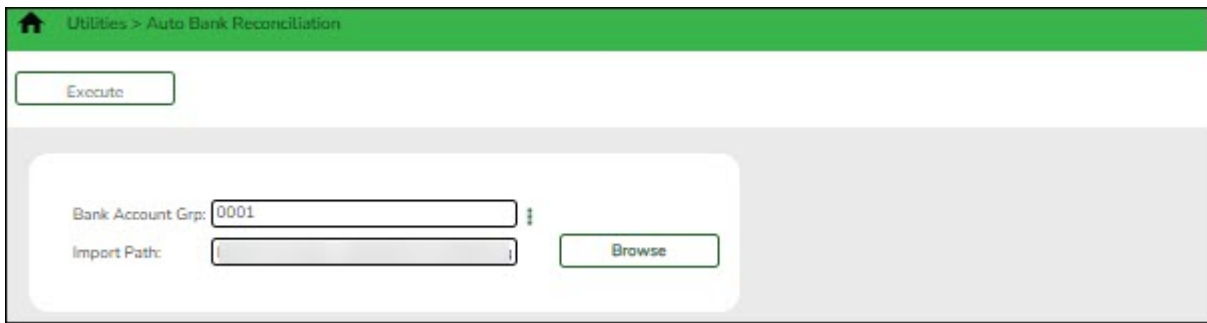 Utilities > Auto Bank Reconciliation
Execute
Bank Account Grp: 0001
Import Path:
Browse